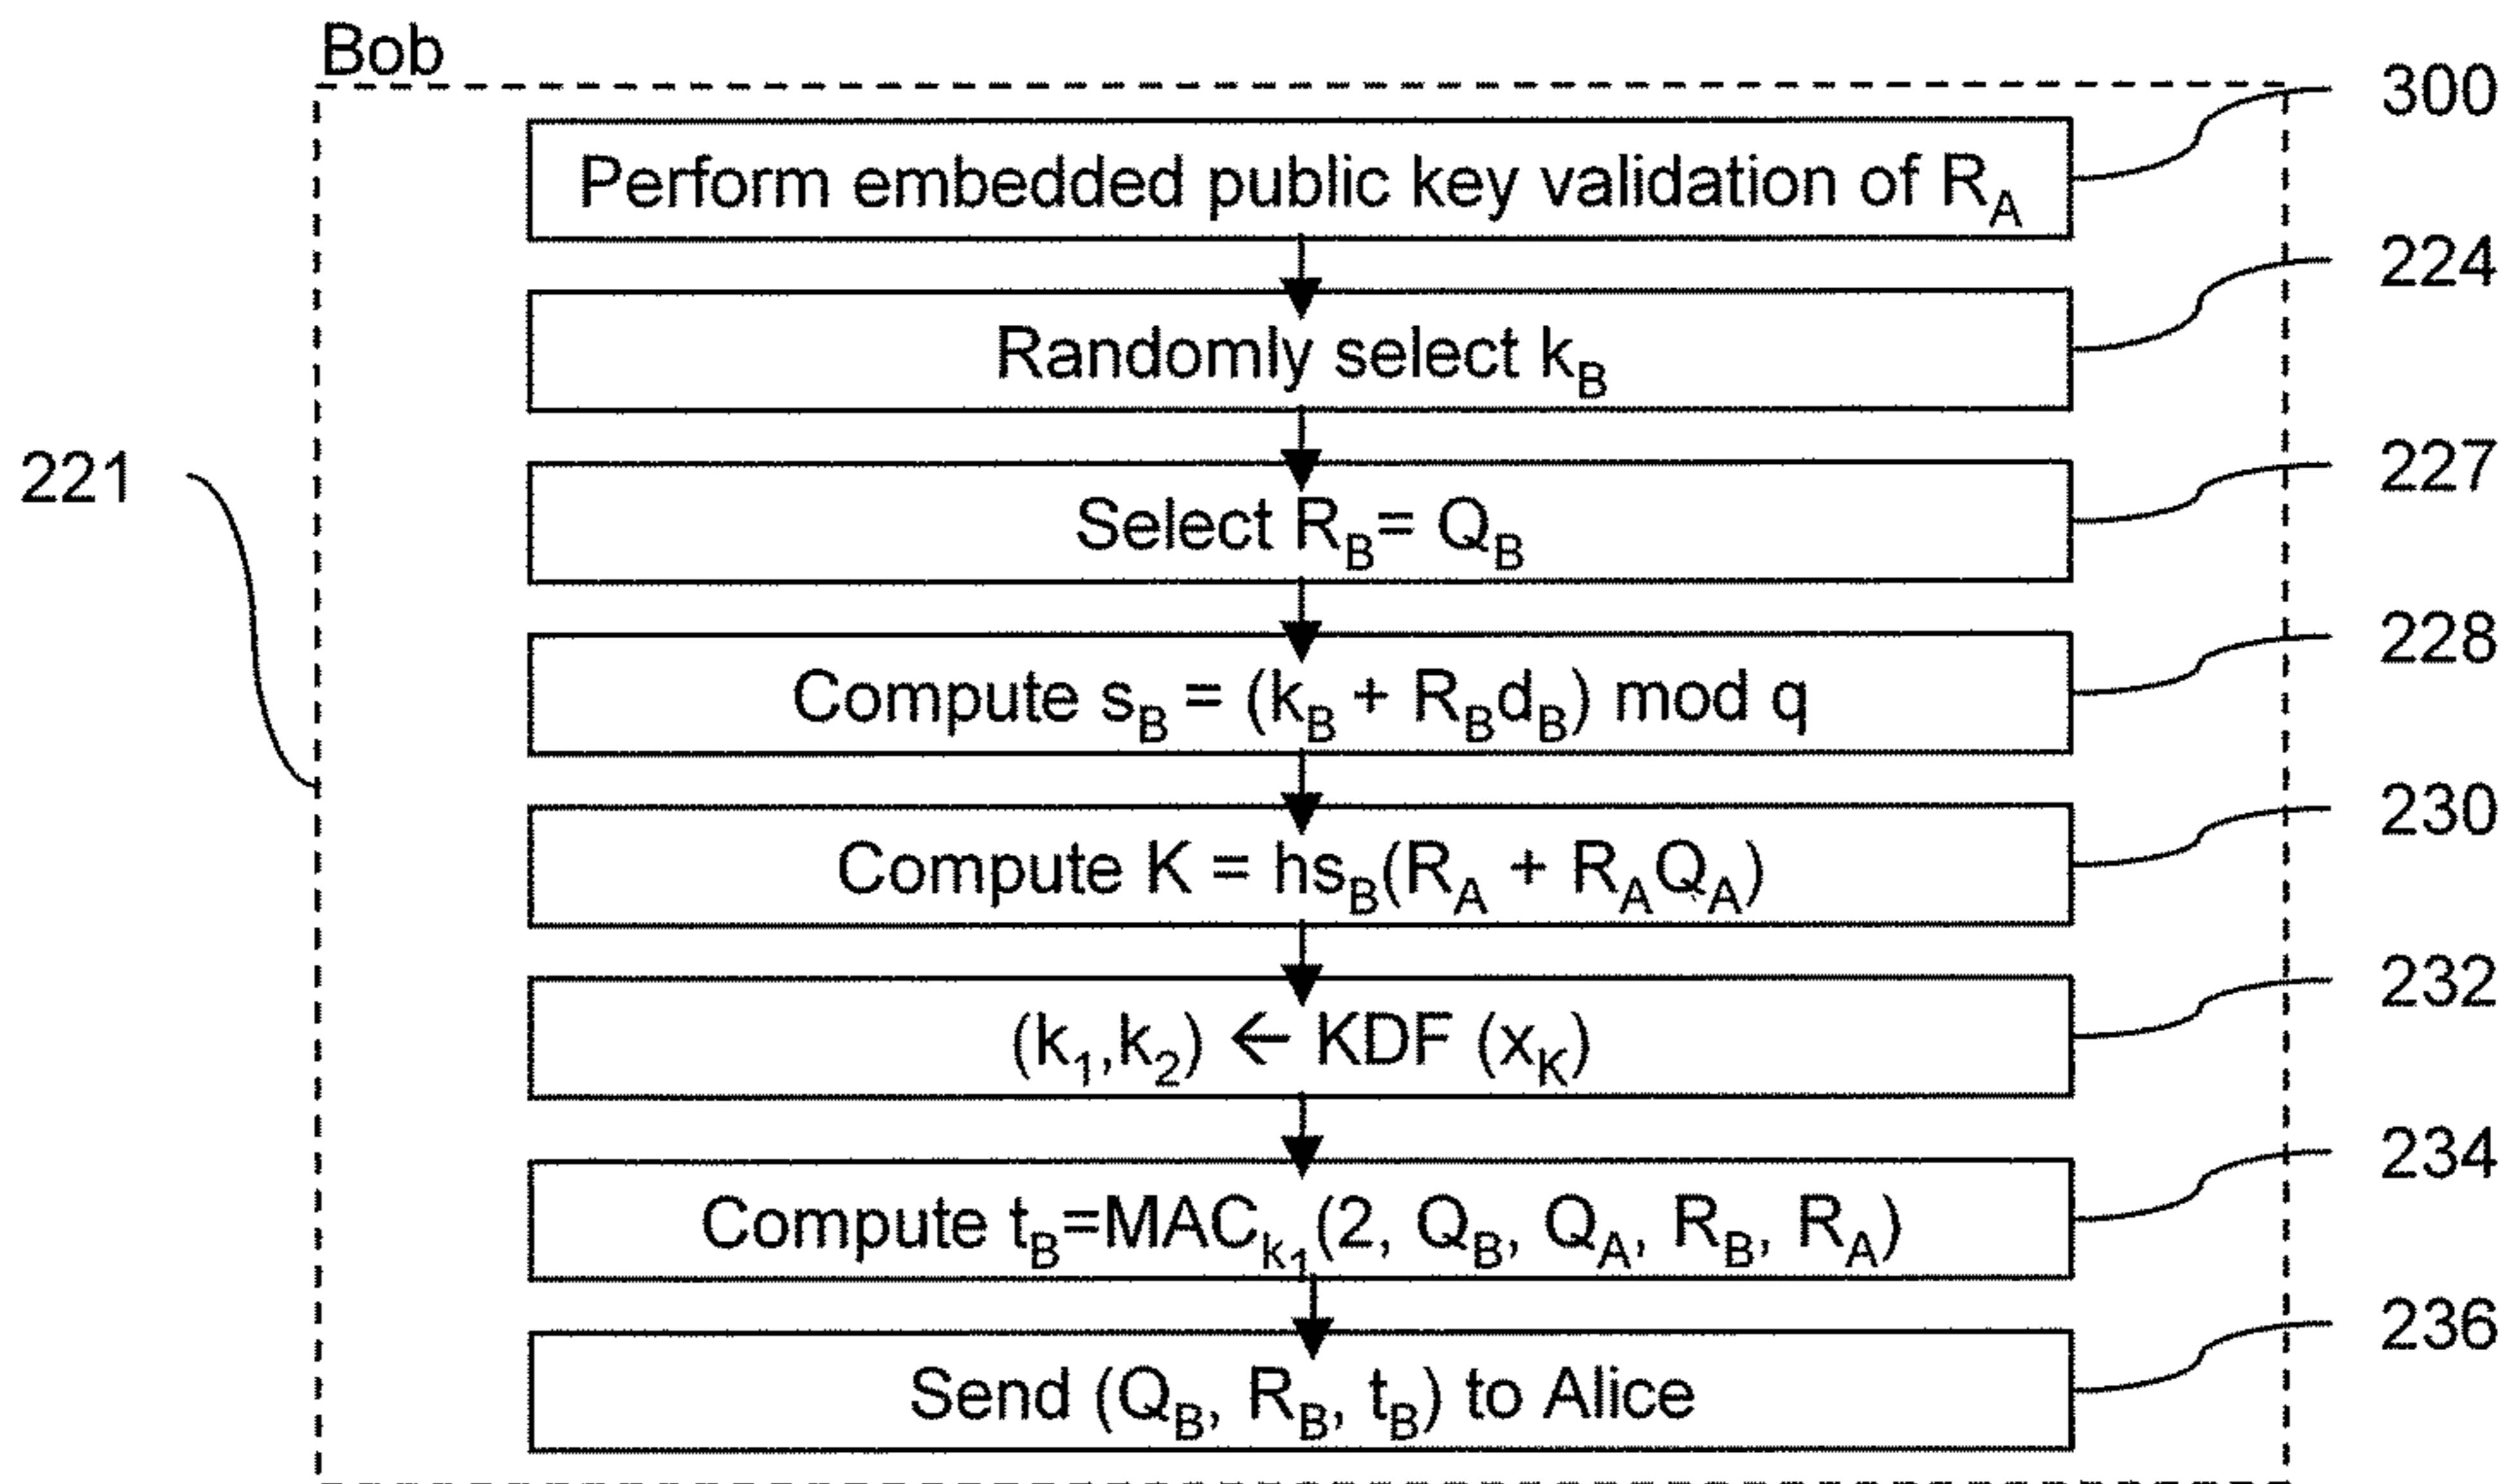 Bob
300
Perform embedded public key validation of R_A
224
Randomly select k_B
227
Select R_B= Q_B
221
228
Compute s_B = (k_B + R_Bd_B) mod q
230
Compute K = hs_B(R_A + R_AQ_A)
232
(k_1,k_2) ← KDF (x_K)
234
Compute t_B=MAC_k_1(2, Q_B, Q_A, R_B, R_A)
236
Send (Q_B, R_B, t_B) to Alice